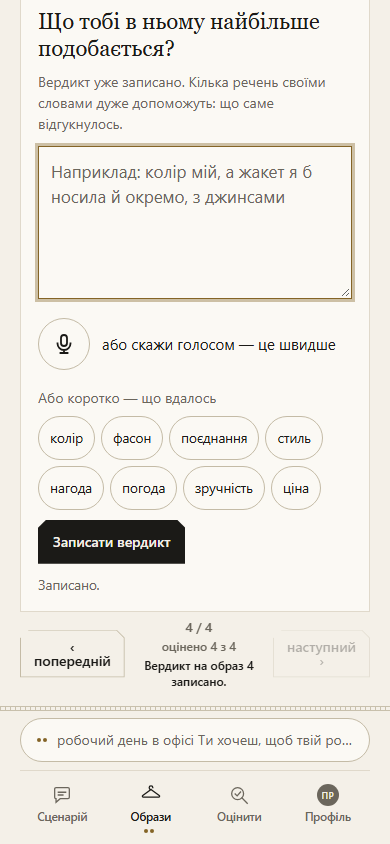 Що тобі в ньому найбільше
подобається?
Вердикт уже записано. Кілька речень своїми
словами дуже допоможуть: що саме
відгукнулось.
Наприклад: колір мій, а жакет я б
носила й окремо, з джинсами
або скажи голосом — це швидше
Або коротко — що вдалось
колір фасон поєднання стиль
нагода погода зручність ціна
Записати вердикт
Записано.
‹
попередній
4 / 4
оцінено 4 з 4
Вердикт на образ 4
записано.
наступний
›
робочий день в офісі Ти хочеш, щоб твій ро...
Сценарій Образи Оцінити ПР Профіль